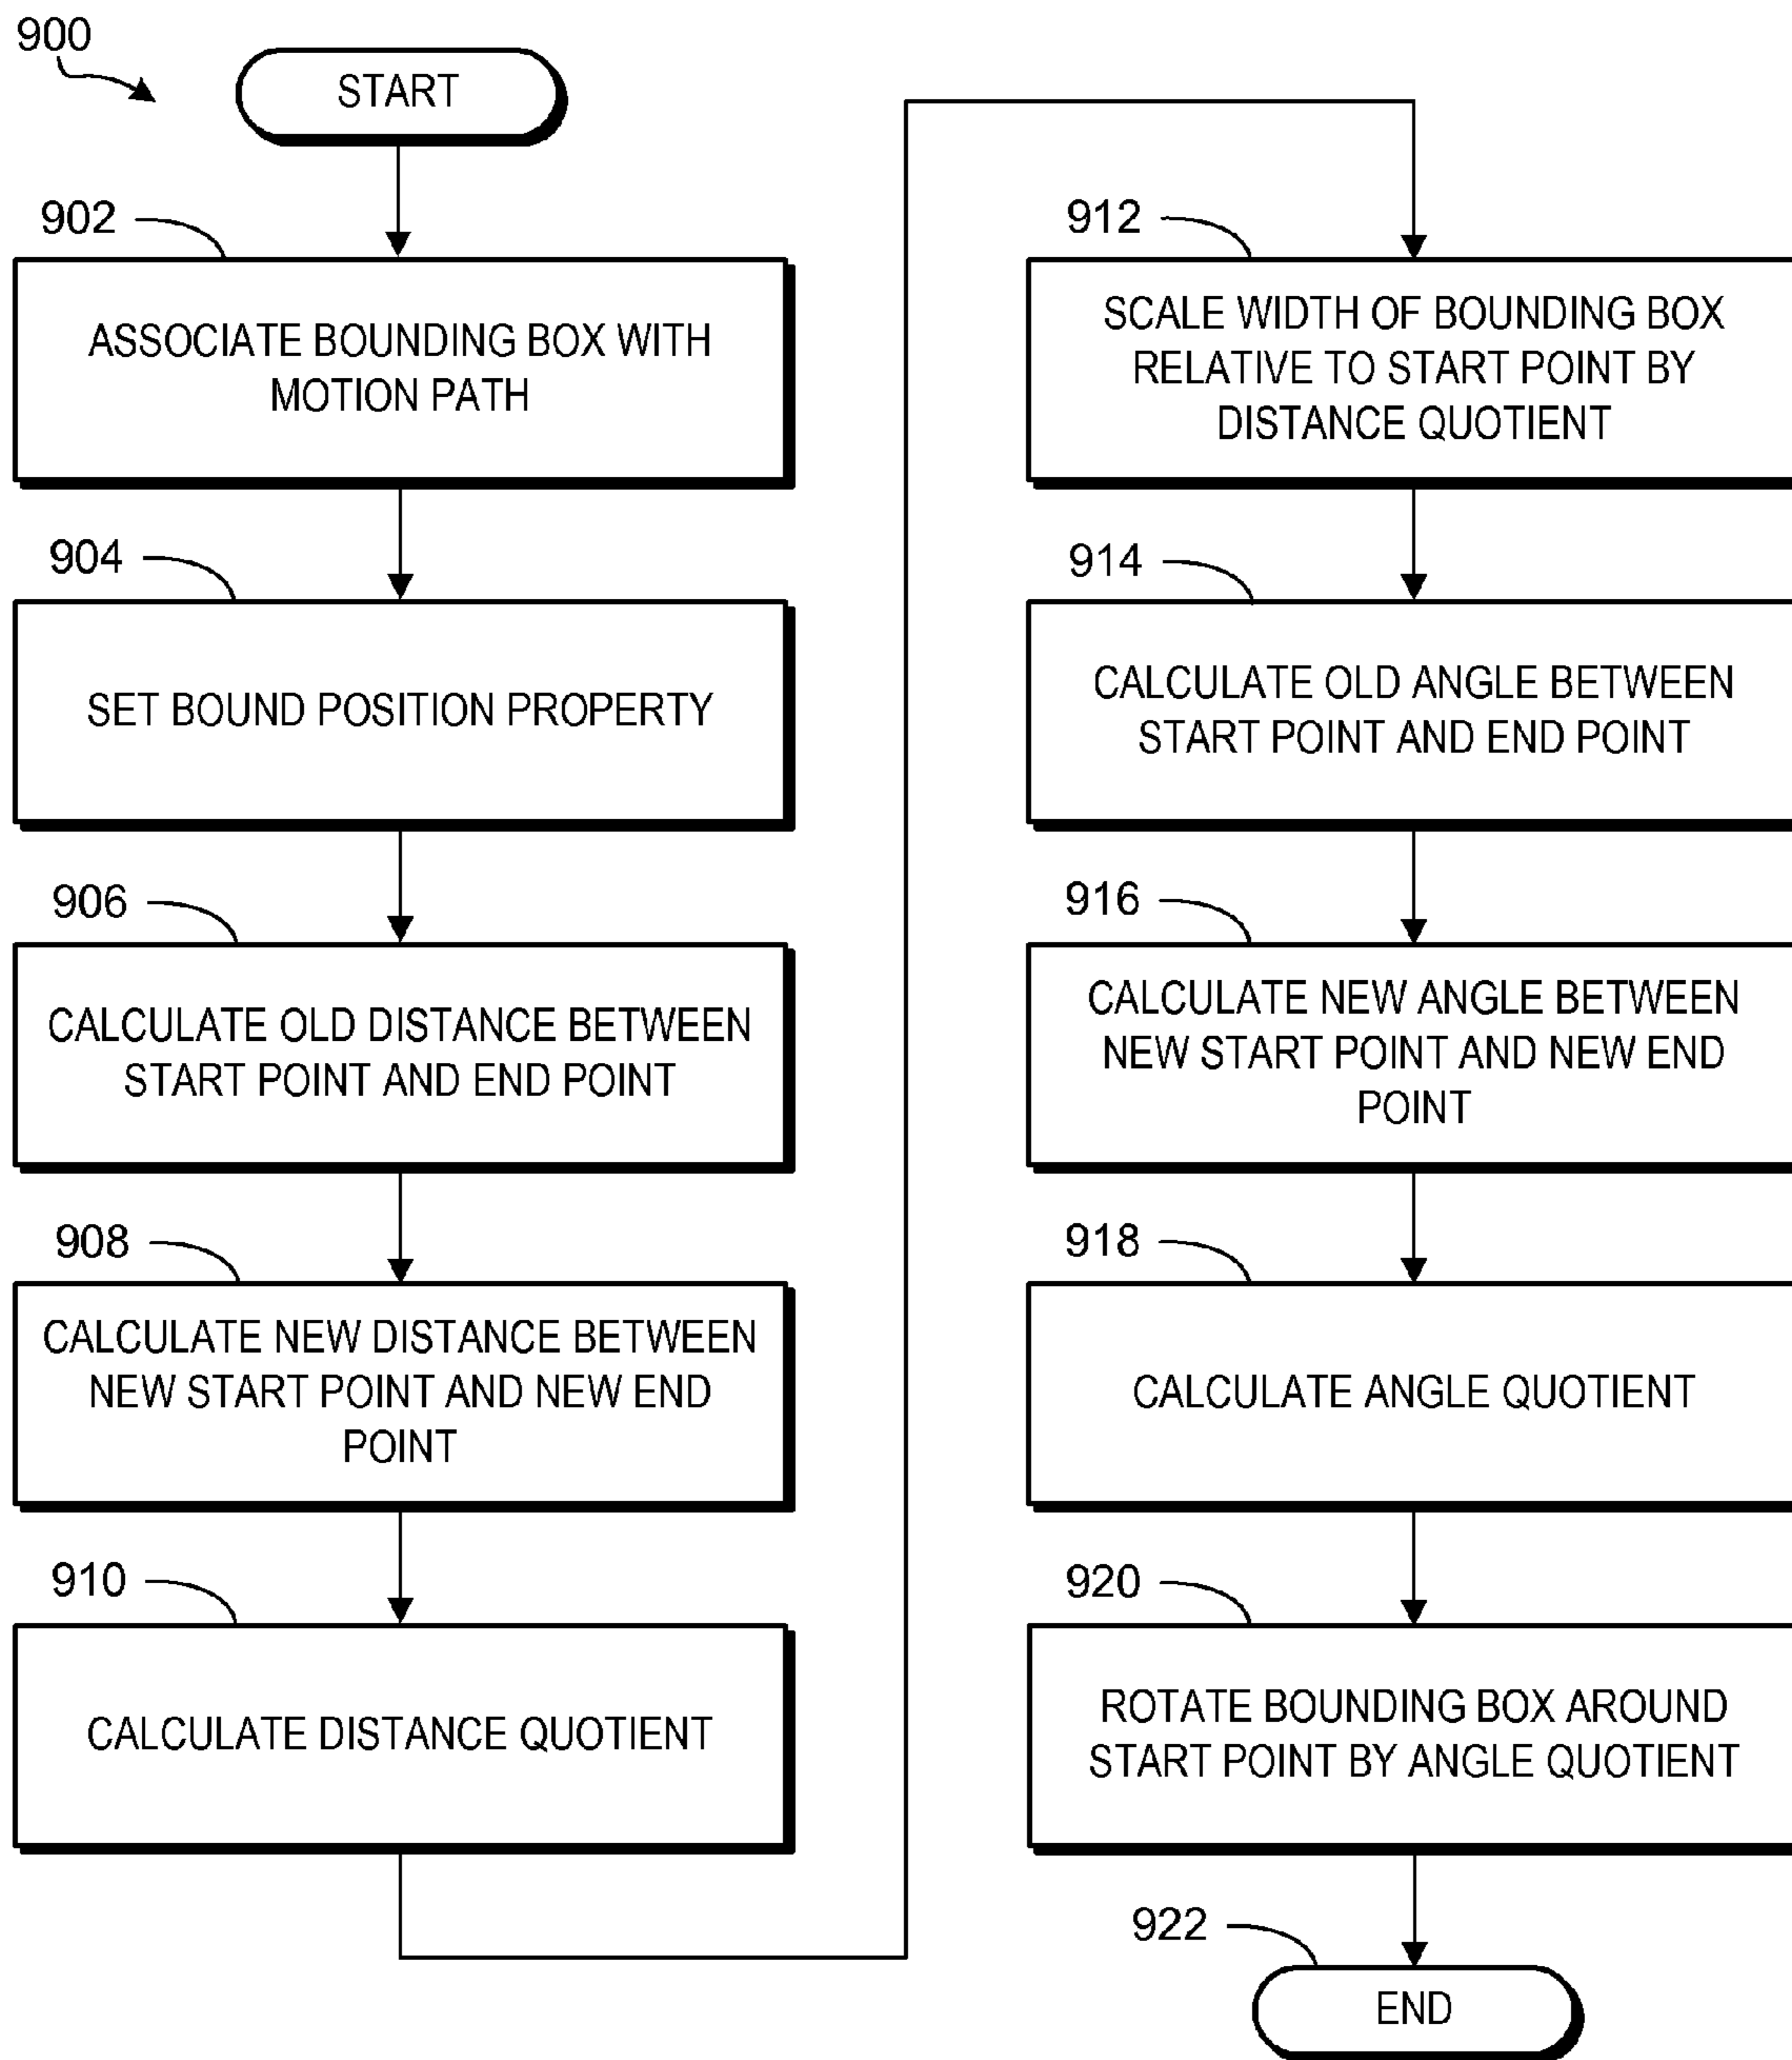 900
START
902
ASSOCIATE BOUNDING BOX WITH
MOTION PATH
904
SET BOUND POSITION PROPERTY
906
CALCULATE OLD DISTANCE BETWEEN
START POINT AND END POINT
908
CALCULATE NEW DISTANCE BETWEEN
NEW START POINT AND NEW END
POINT
910
CALCULATE DISTANCE QUOTIENT
912
SCALE WIDTH OF BOUNDING BOX
RELATIVE TO START POINT BY
DISTANCE QUOTIENT
914
CALCULATE OLD ANGLE BETWEEN
START POINT AND END POINT
916
CALCULATE NEW ANGLE BETWEEN
NEW START POINT AND NEW END
POINT
918
CALCULATE ANGLE QUOTIENT
920
ROTATE BOUNDING BOX AROUND
START POINT BY ANGLE QUOTIENT
922
END